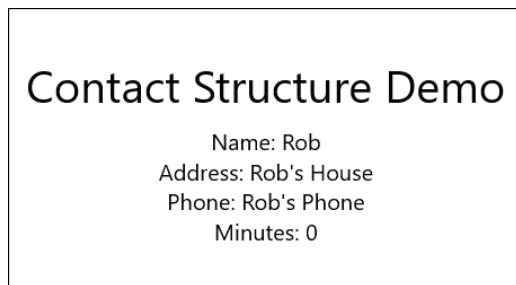 Contact Structure Demo
Name: Rob
Address: Rob's House
Phone: Rob's Phone
Minutes: 0